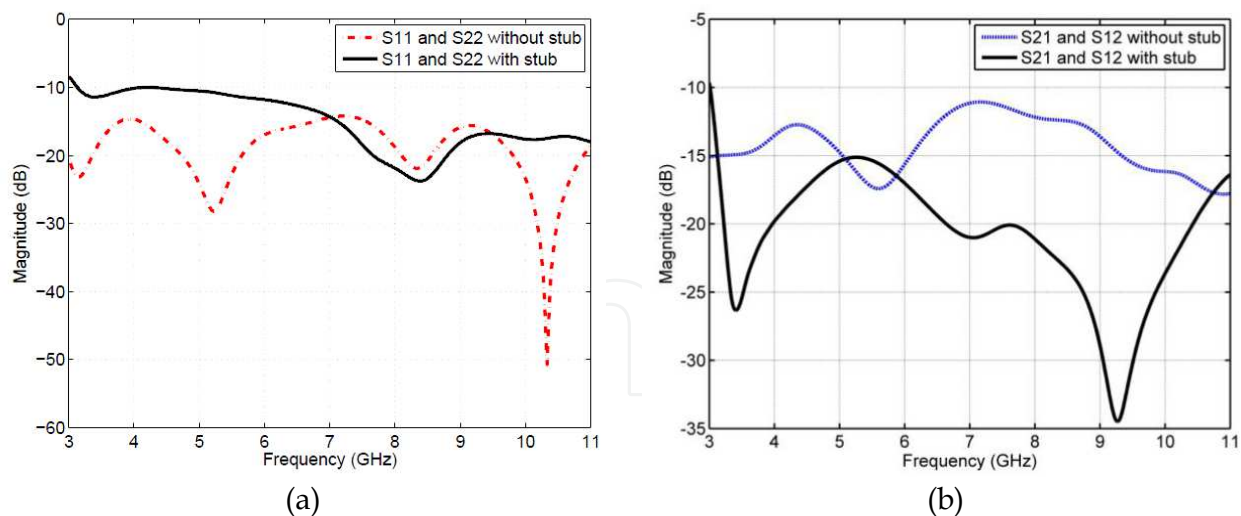 0
−10
−20
−30
−40
−50
−60
3 4 5 6 7 8 9 10 11
Magnitude (dB)
Frequency (GHz)
S11 and S22 without stub
S11 and S22 with stub
(a)
-5
-10
-15
-20
-25
-30
-35
3 4 5 6 7 8 9 10 11
Magnitude (dB)
Frequency (GHz)
S21 and S12 without stub
S21 and S12 with stub
(b)